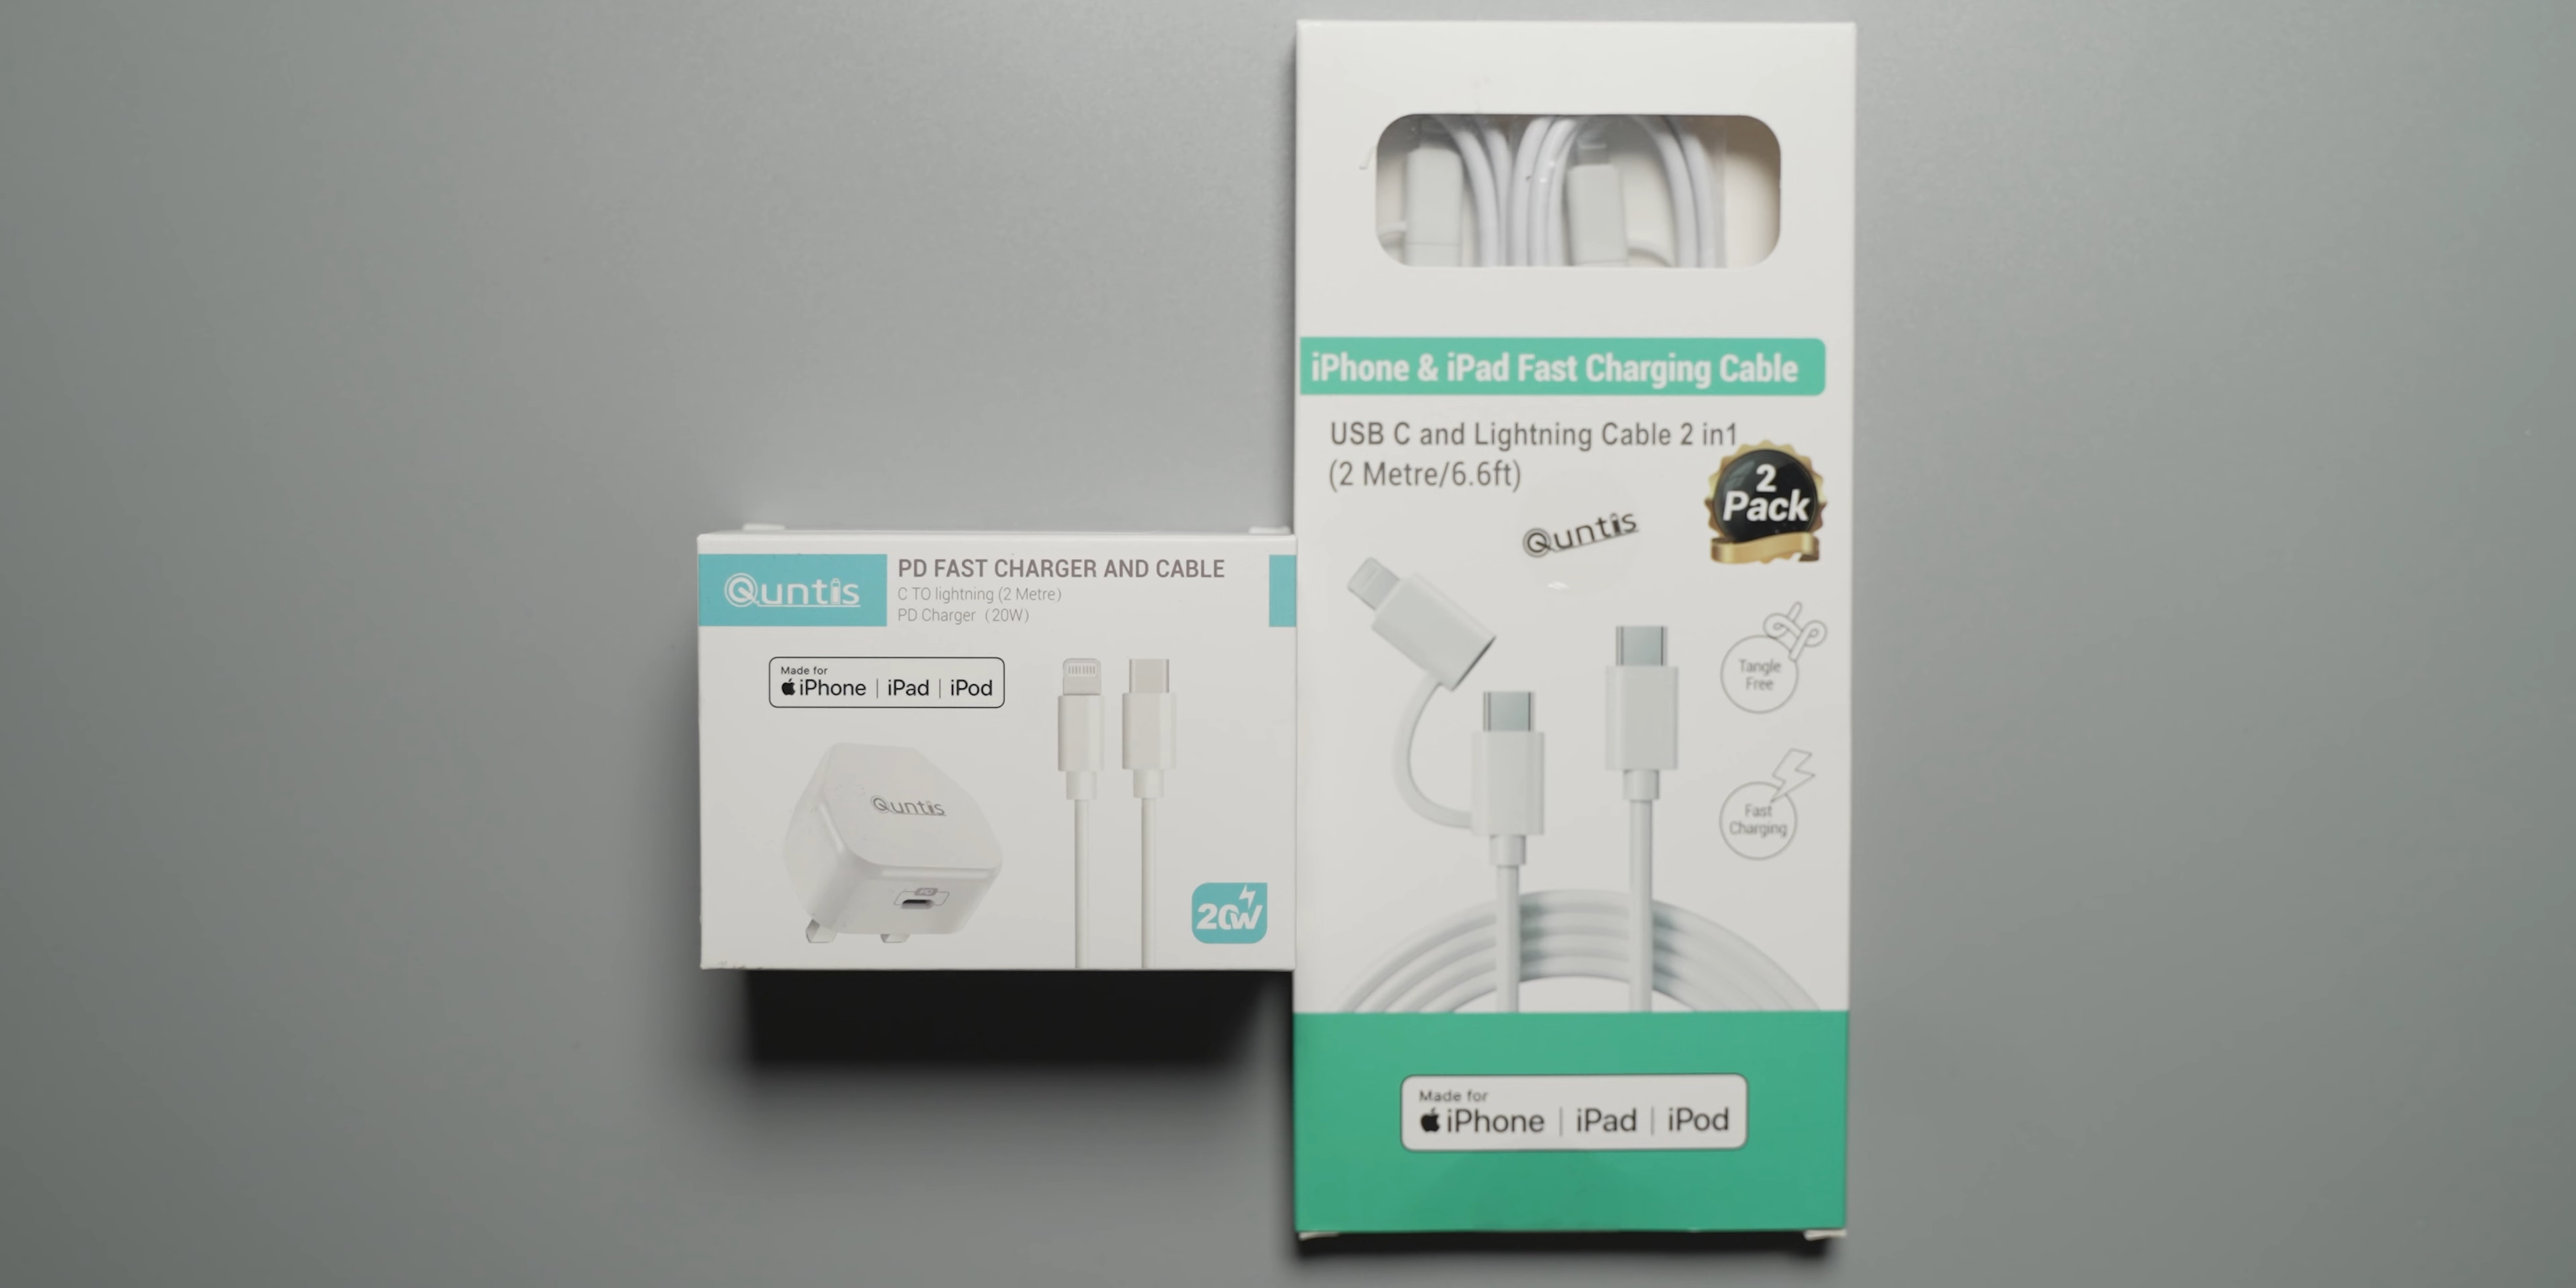 Quntis
PD FAST CHARGER AND CABLE
C TO lightning (2 Metre)
PD Charger (20W)
Made for
iPhone | iPad | iPod
Quntis
PD
20W
iPhone & iPad Fast Charging Cable
USB C and Lightning Cable 2 in1
(2 Metre/6.6ft)
2
Pack
Quntis
Tangle
Free
Fast
Charging
Made for
iPhone | iPad | iPod